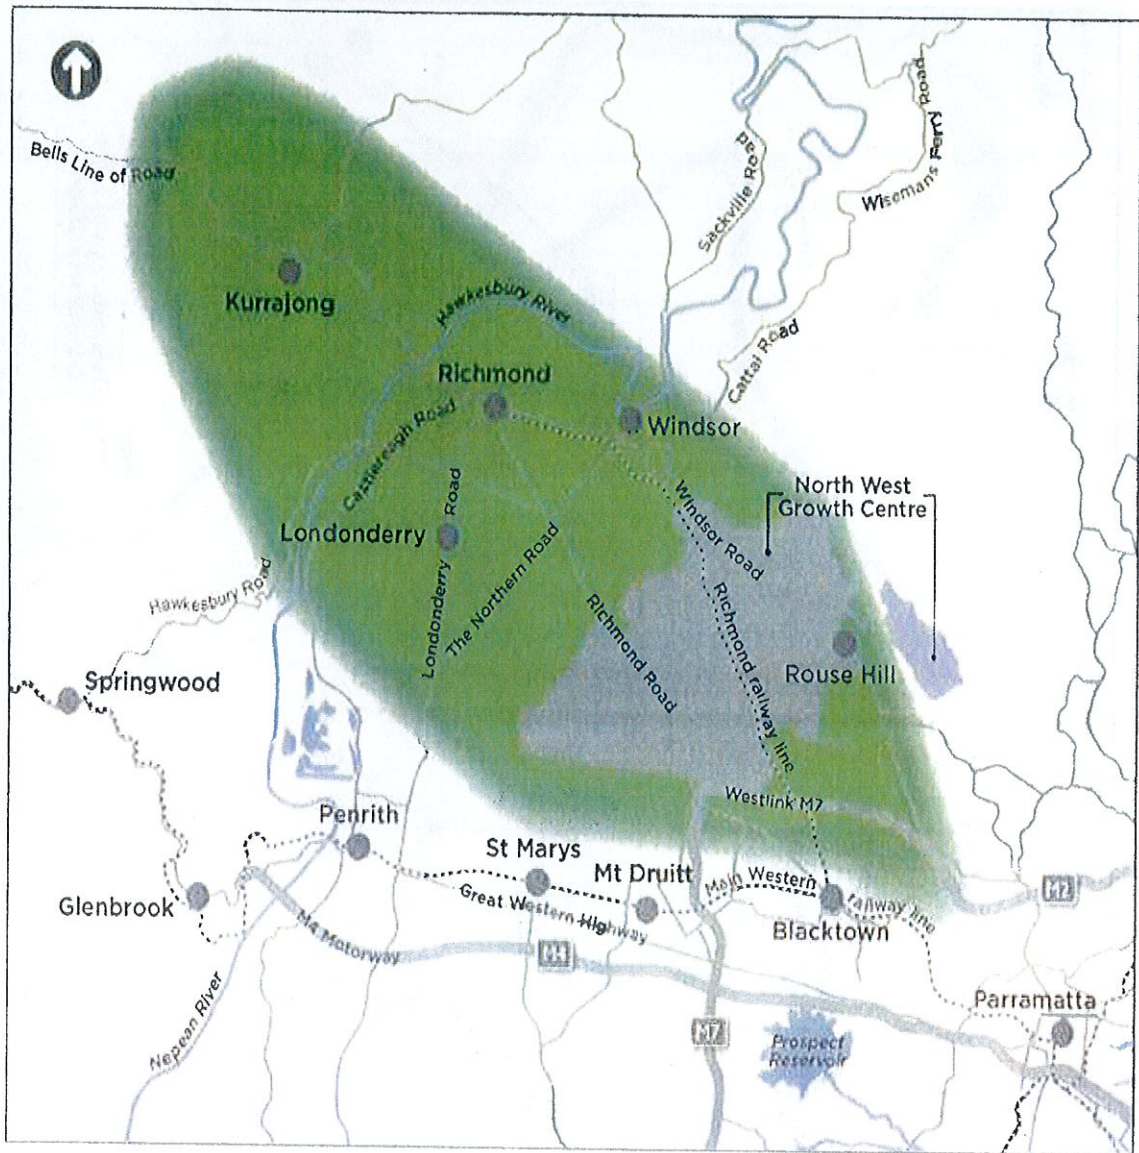 Bells Line of Road
Sackville Road
Wisemans Ferry Road
Kurrajong
Hawkesbury River
Cattai Road
Richmond
Castlereagh Road
Windsor
North West
Growth Centre
Windsor Road
Londonderry
Londonderry Road
The Northern Road
Richmond Road
Richmond railway line
Hawkesbury Road
Rouse Hill
Springwood
Westlink M7
Penrith
St Marys
Mt Druitt
Main Western railway line
M2
Glenbrook
Great Western Highway
Blacktown
M4 Motorway
M4
Nepean River
Parramatta
M7
Prospect
Reservoir